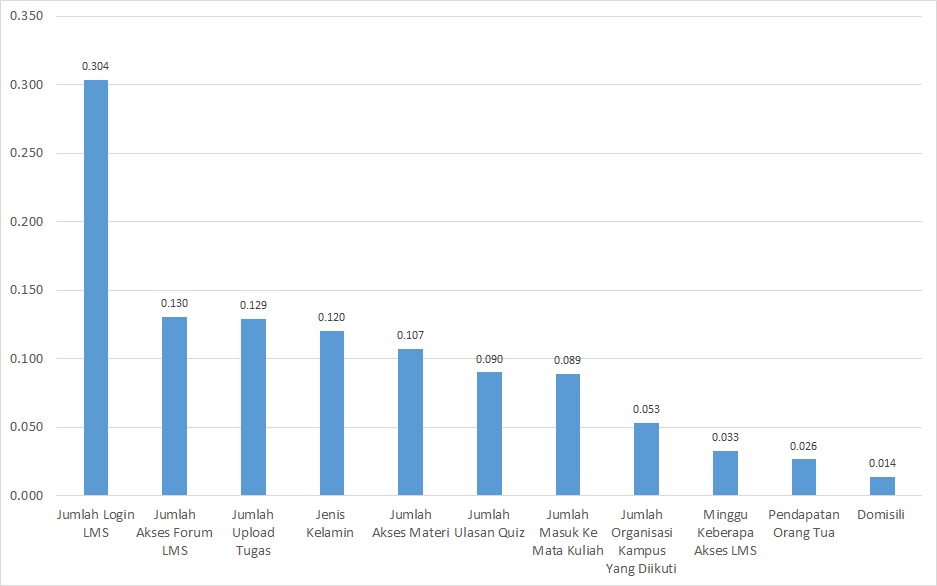 0.350
0.300
0.250
0.200
0.150
0.100
0.050
0.000
0.304
0.130
0.129
0.120
0.107
0.090
0.089
0.053
0.033
0.026
0.014
Jumlah Login
LMS
Jumlah
Akses Forum
LMS
Jumlah
Upload
Tugas
Jenis
Kelamin
Jumlah
Akses Materi
Jumlah
Ulasan Quiz
Jumlah
Masuk Ke
Mata Kuliah
Jumlah
Organisasi
Kampus
Yang Diikuti
Minggu
Keberapa
Akses LMS
Pendapatan
Orang Tua
Domisili